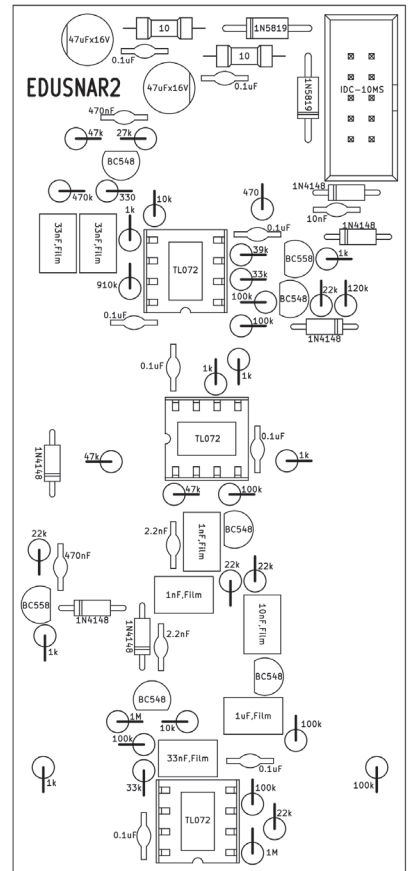 47uFx16V
10
1N5819
0.1uF
10
EDUSNAR2
47uFx16V
0.1uF
1N5819
IDC-10MS
470nF
47k
27k
BC548
470k
330
10k
470
1N4148
10nF
1k
33nF,Film
33nF,Film
TL072
0.1uF
1N4148
39k
BC558
1k
33k
910k
BC548
22k
120k
100k
0.1uF
100k
1N4148
0.1uF
1k
1k
TL072
0.1uF
1N4148
47k
1k
47k
100k
1nF,Film
BC548
2.2nF
22k
470nF
22k
22k
1nF,Film
BC558
1N4148
10nF,Film
1N4148
2.2nF
1k
BC548
BC548
1M
10k
1uF,Film
100k
100k
33nF,Film
0.1uF
1k
33k
100k
100k
TL072
22k
0.1uF
1M